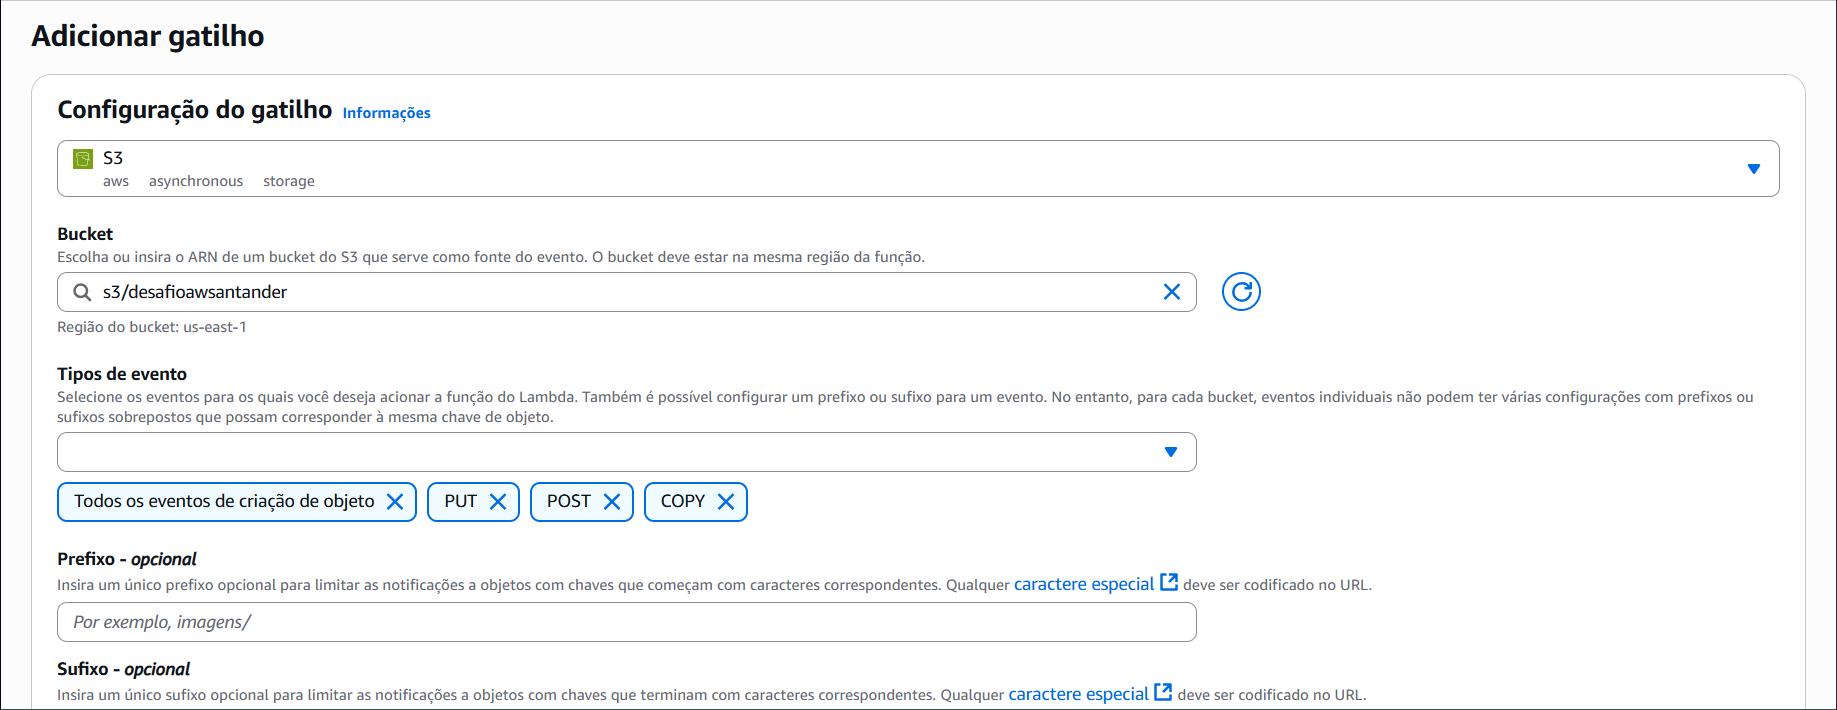 Adicionar gatilho
Configuração do gatilho Informações
S3
aws asynchronous storage
Bucket
Escolha ou insira o ARN de um bucket do S3 que serve como fonte do evento. O bucket deve estar na mesma região da função.
s3/desafioawsantander
Região do bucket: us-east-1
Tipos de evento
Selecione os eventos para os quais você deseja acionar a função do Lambda. Também é possível configurar um prefixo ou sufixo para um evento. No entanto, para cada bucket, eventos individuais não podem ter várias configurações com prefixos ou
sufixos sobrepostos que possam corresponder à mesma chave de objeto.
Todos os eventos de criação de objeto PUT POST COPY
Prefixo - opcional
Insira um único prefixo opcional para limitar as notificações a objetos com chaves que começam com caracteres correspondentes. Qualquer caractere especial deve ser codificado no URL.
Por exemplo, imagens/
Sufixo - opcional
Insira um único sufixo opcional para limitar as notificações a objetos com chaves que terminam com caracteres correspondentes. Qualquer caractere especial deve ser codificado no URL.